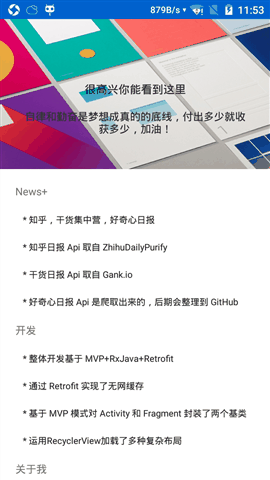 879B/s 11:53
很高兴你能看到这里
自律和勤奋是梦想成真的的底线，付出多少就收
获多少，加油！
News+
* 知乎，干货集中营，好奇心日报
* 知乎日报 Api 取自 ZhihuDailyPurify
* 干货日报 Api 取自 Gank.io
* 好奇心日报 Api 是爬取出来的，后期会整理到 GitHub
开发
* 整体开发基于 MVP+RxJava+Retrofit
* 通过 Retrofit 实现了无网缓存
* 基于 MVP 模式对 Activity 和 Fragment 封装了两个基类
* 运用RecyclerView加载了多种复杂布局
关于我